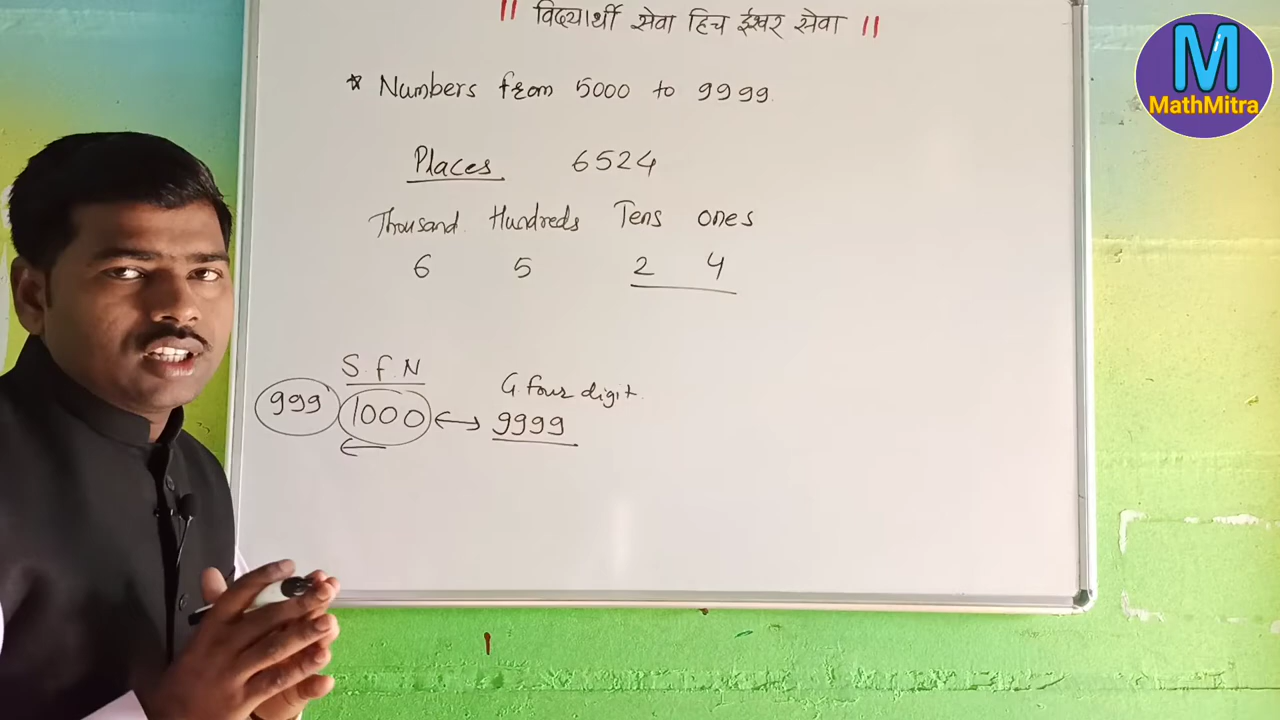 || विद्यार्थी सेवा हिच ईश्वर सेवा ||
M
MathMitra
* Numbers from 5000 to 9999.
Places 6524
Thousand. Hundreds Tens ones
6 5 2 4
S.f.N
G. four digit.
999 1000 ↔ 9999
←